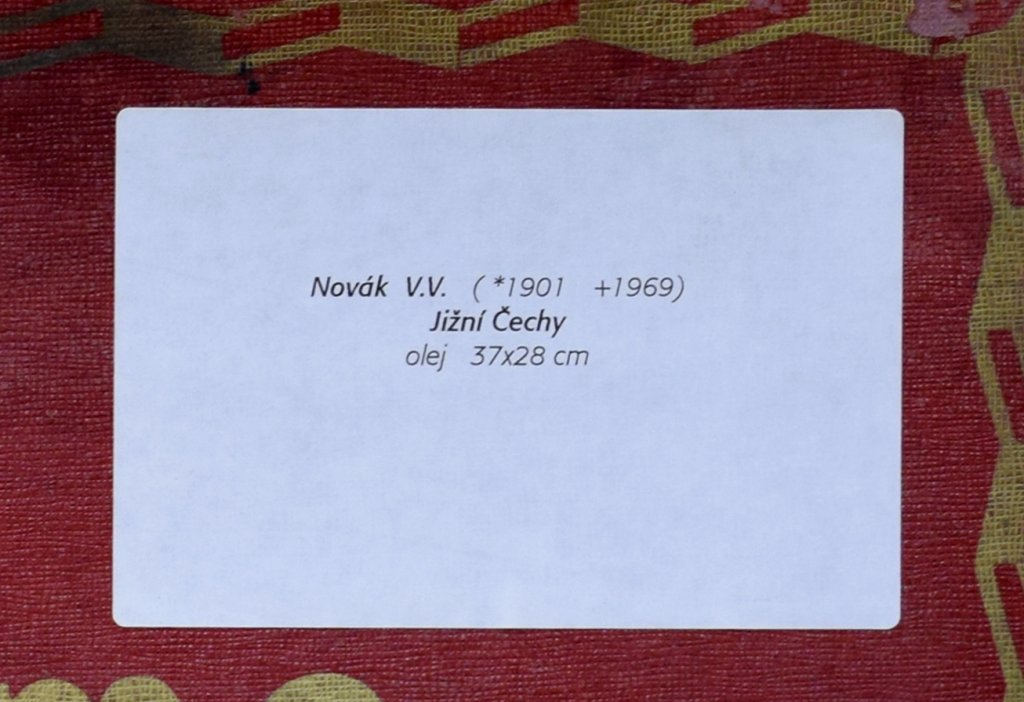 Novák V.V. ( *1901 +1969)
Jižní Čechy
olej 37x28 cm